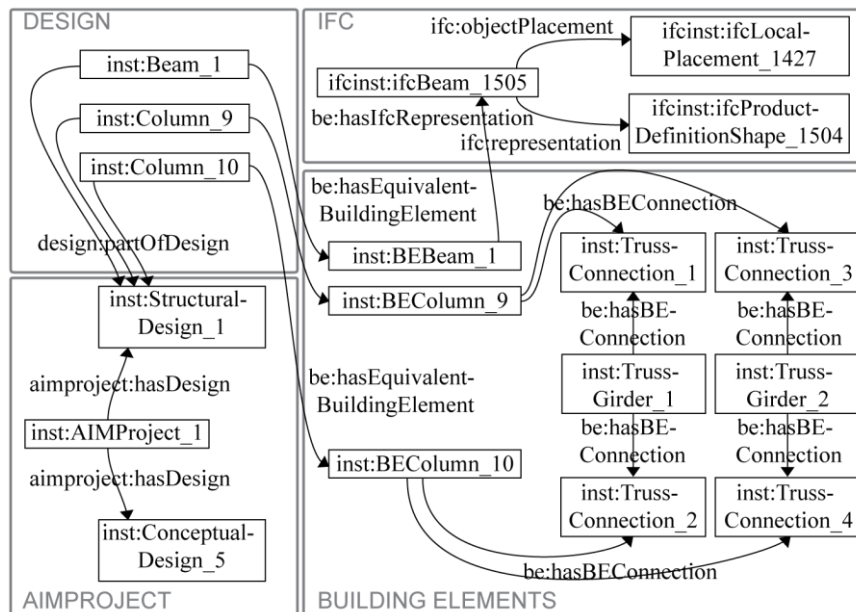 DESIGN
inst:Beam_1
inst:Column_9
inst:Column_10
design:partOfDesign
IFC
ifc:objectPlacement
ifcinst:ifcLocal-
Placement_1427
ifcinst:ifcBeam_1505
be:hasIfcRepresentation
ifc:representation
ifcinst:ifcProduct-
DefinitionShape_1504
inst:Structural-
Design_1
aimproject:hasDesign
inst:AIMProject_1
aimproject:hasDesign
inst:Conceptual-
Design_5
AIMPROJECT
be:hasEquivalent-
BuildingElement
be:hasBEConnection
inst:BEBeam_1
inst:BEColumn_9
inst:Truss-
Connection_1
inst:Truss-
Connection_3
be:hasBE-
Connection
be:hasBE-
Connection
be:hasEquivalent-
BuildingElement
inst:Truss-
Girder_1
inst:Truss-
Girder_2
be:hasBE-
Connection
be:hasBE-
Connection
inst:BEColumn_10
inst:Truss-
Connection_2
inst:Truss-
Connection_4
be:hasBEConnection
BUILDING ELEMENTS